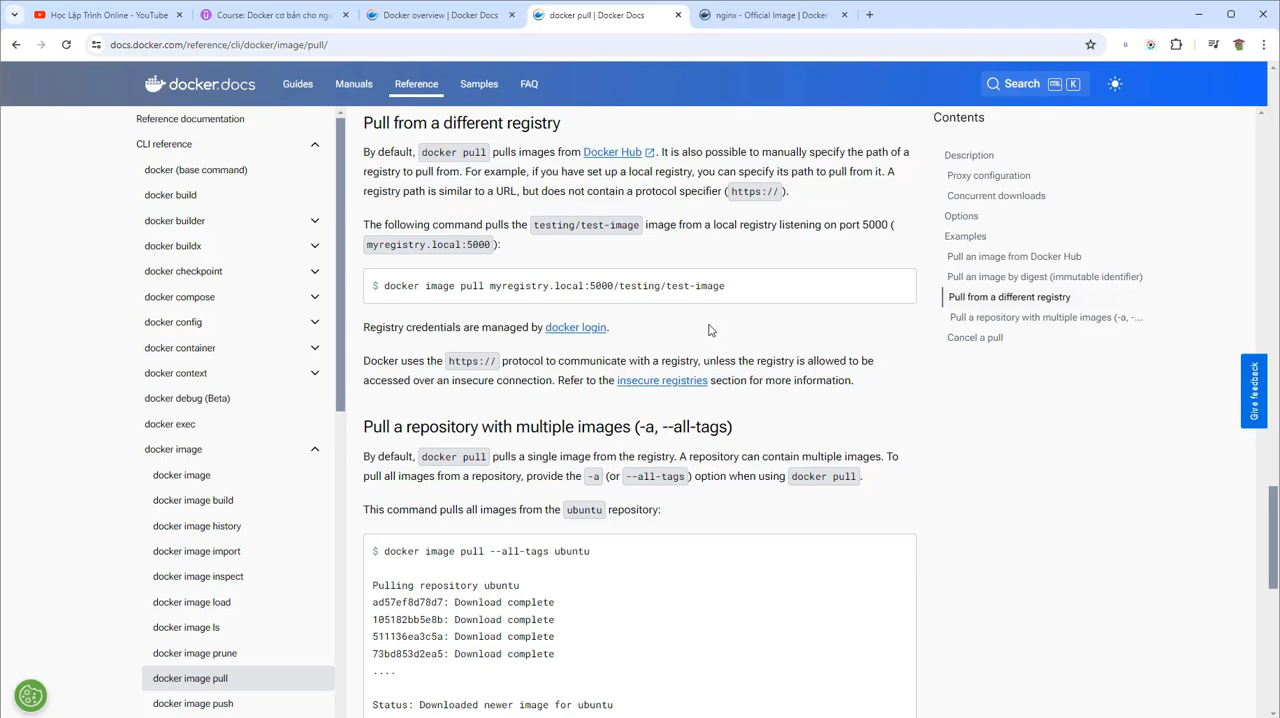 Học Lập Trình Online - YouTube
Course: Docker cơ bản cho ngu
Docker overview | Docker Docs
docker pull | Docker Docs
nginx - Official Image | Docker
docs.docker.com/reference/cli/docker/image/pull/
docker.docs
Guides
Manuals
Reference
Samples
FAQ
Search
CTRL
K
Reference documentation
CLI reference
docker (base command)
docker build
docker builder
docker buildx
docker checkpoint
docker compose
docker config
docker container
docker context
docker debug (Beta)
docker exec
docker image
docker image
docker image build
docker image history
docker image import
docker image inspect
docker image load
docker image ls
docker image prune
docker image pull
docker image push
Pull from a different registry
By default, docker pull pulls images from Docker Hub . It is also possible to manually specify the path of a
registry to pull from. For example, if you have set up a local registry, you can specify its path to pull from it. A
registry path is similar to a URL, but does not contain a protocol specifier ( https:// ).
The following command pulls the testing/test-image image from a local registry listening on port 5000 (
myregistry.local:5000 ):
$ docker image pull myregistry.local:5000/testing/test-image
Registry credentials are managed by docker login.
Docker uses the https:// protocol to communicate with a registry, unless the registry is allowed to be
accessed over an insecure connection. Refer to the insecure registries section for more information.
Pull a repository with multiple images (-a, --all-tags)
By default, docker pull pulls a single image from the registry. A repository can contain multiple images. To
pull all images from a repository, provide the -a (or --all-tags ) option when using docker pull .
This command pulls all images from the ubuntu repository:
$ docker image pull --all-tags ubuntu
Pulling repository ubuntu
ad57ef8d78d7: Download complete
105182bb5e8b: Download complete
511136ea3c5a: Download complete
73bd853d2ea5: Download complete
....
Status: Downloaded newer image for ubuntu
Contents
Description
Proxy configuration
Concurrent downloads
Options
Examples
Pull an image from Docker Hub
Pull an image by digest (immutable identifier)
Pull from a different registry
Pull a repository with multiple images (-a, -...
Cancel a pull
Give feedback